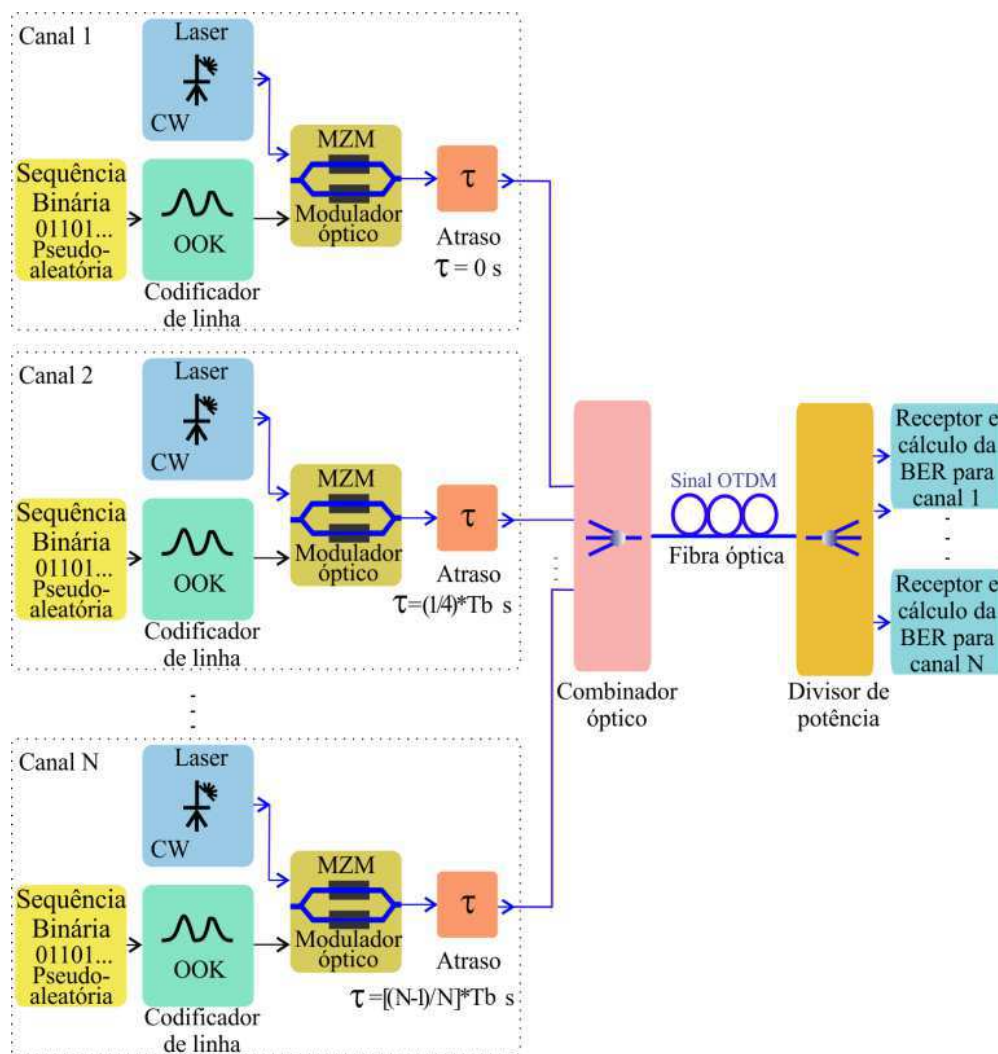 Canal 1
Laser
CW
MZM
Modulador
óptico
τ
Atraso
τ = 0 s
Sequência
Binária
01101...
Pseudo-
aleatória
OOK
Codificador
de linha
Canal 2
Laser
CW
MZM
Modulador
óptico
τ
Atraso
τ=(1/4)*Tb s
Sequência
Binária
01101...
Pseudo-
aleatória
OOK
Codificador
de linha
Canal N
Laser
CW
MZM
Modulador
óptico
τ
Atraso
τ=[(N-1)/N]*Tb s
Sequência
Binária
01101...
Pseudo-
aleatória
OOK
Codificador
de linha
Combinador
óptico
Sinal OTDM
Fibra óptica
Divisor de
potência
Receptor e
cálculo da
BER para
canal 1
Receptor e
cálculo da
BER para
canal N